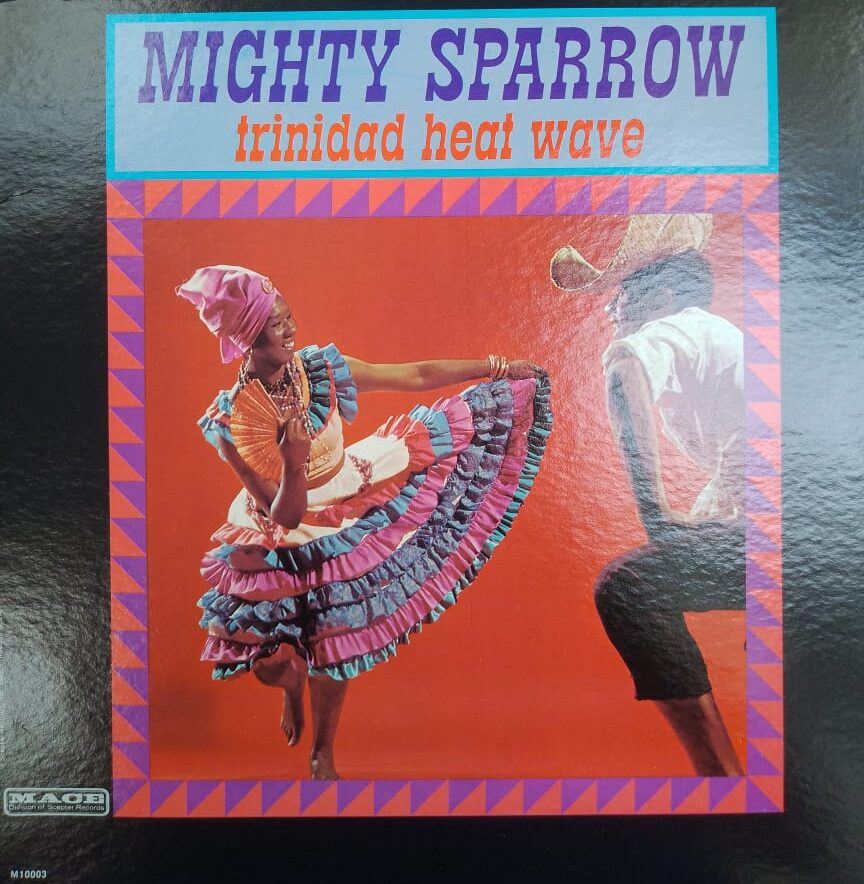 MIGHTY SPARROW
trinidad heat wave
MACE
Division of Scepter Records
M10003